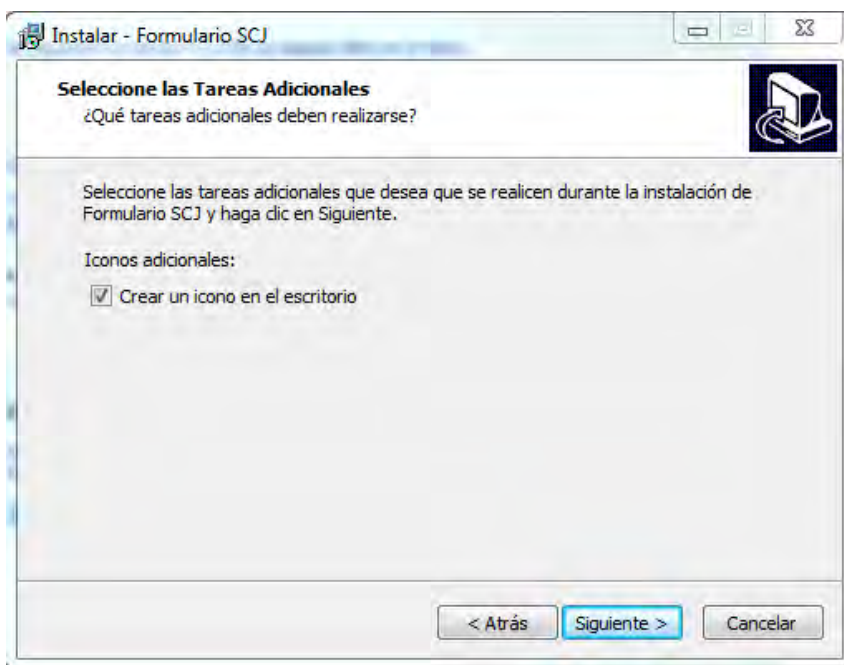 Instalar - Formulario SCJ
Seleccione las Tareas Adicionales
¿Qué tareas adicionales deben realizarse?
Seleccione las tareas adicionales que desea que se realicen durante la instalación de
Formulario SCJ y haga clic en Siguiente.
Iconos adicionales:
Crear un icono en el escritorio
< Atrás Siguiente > Cancelar